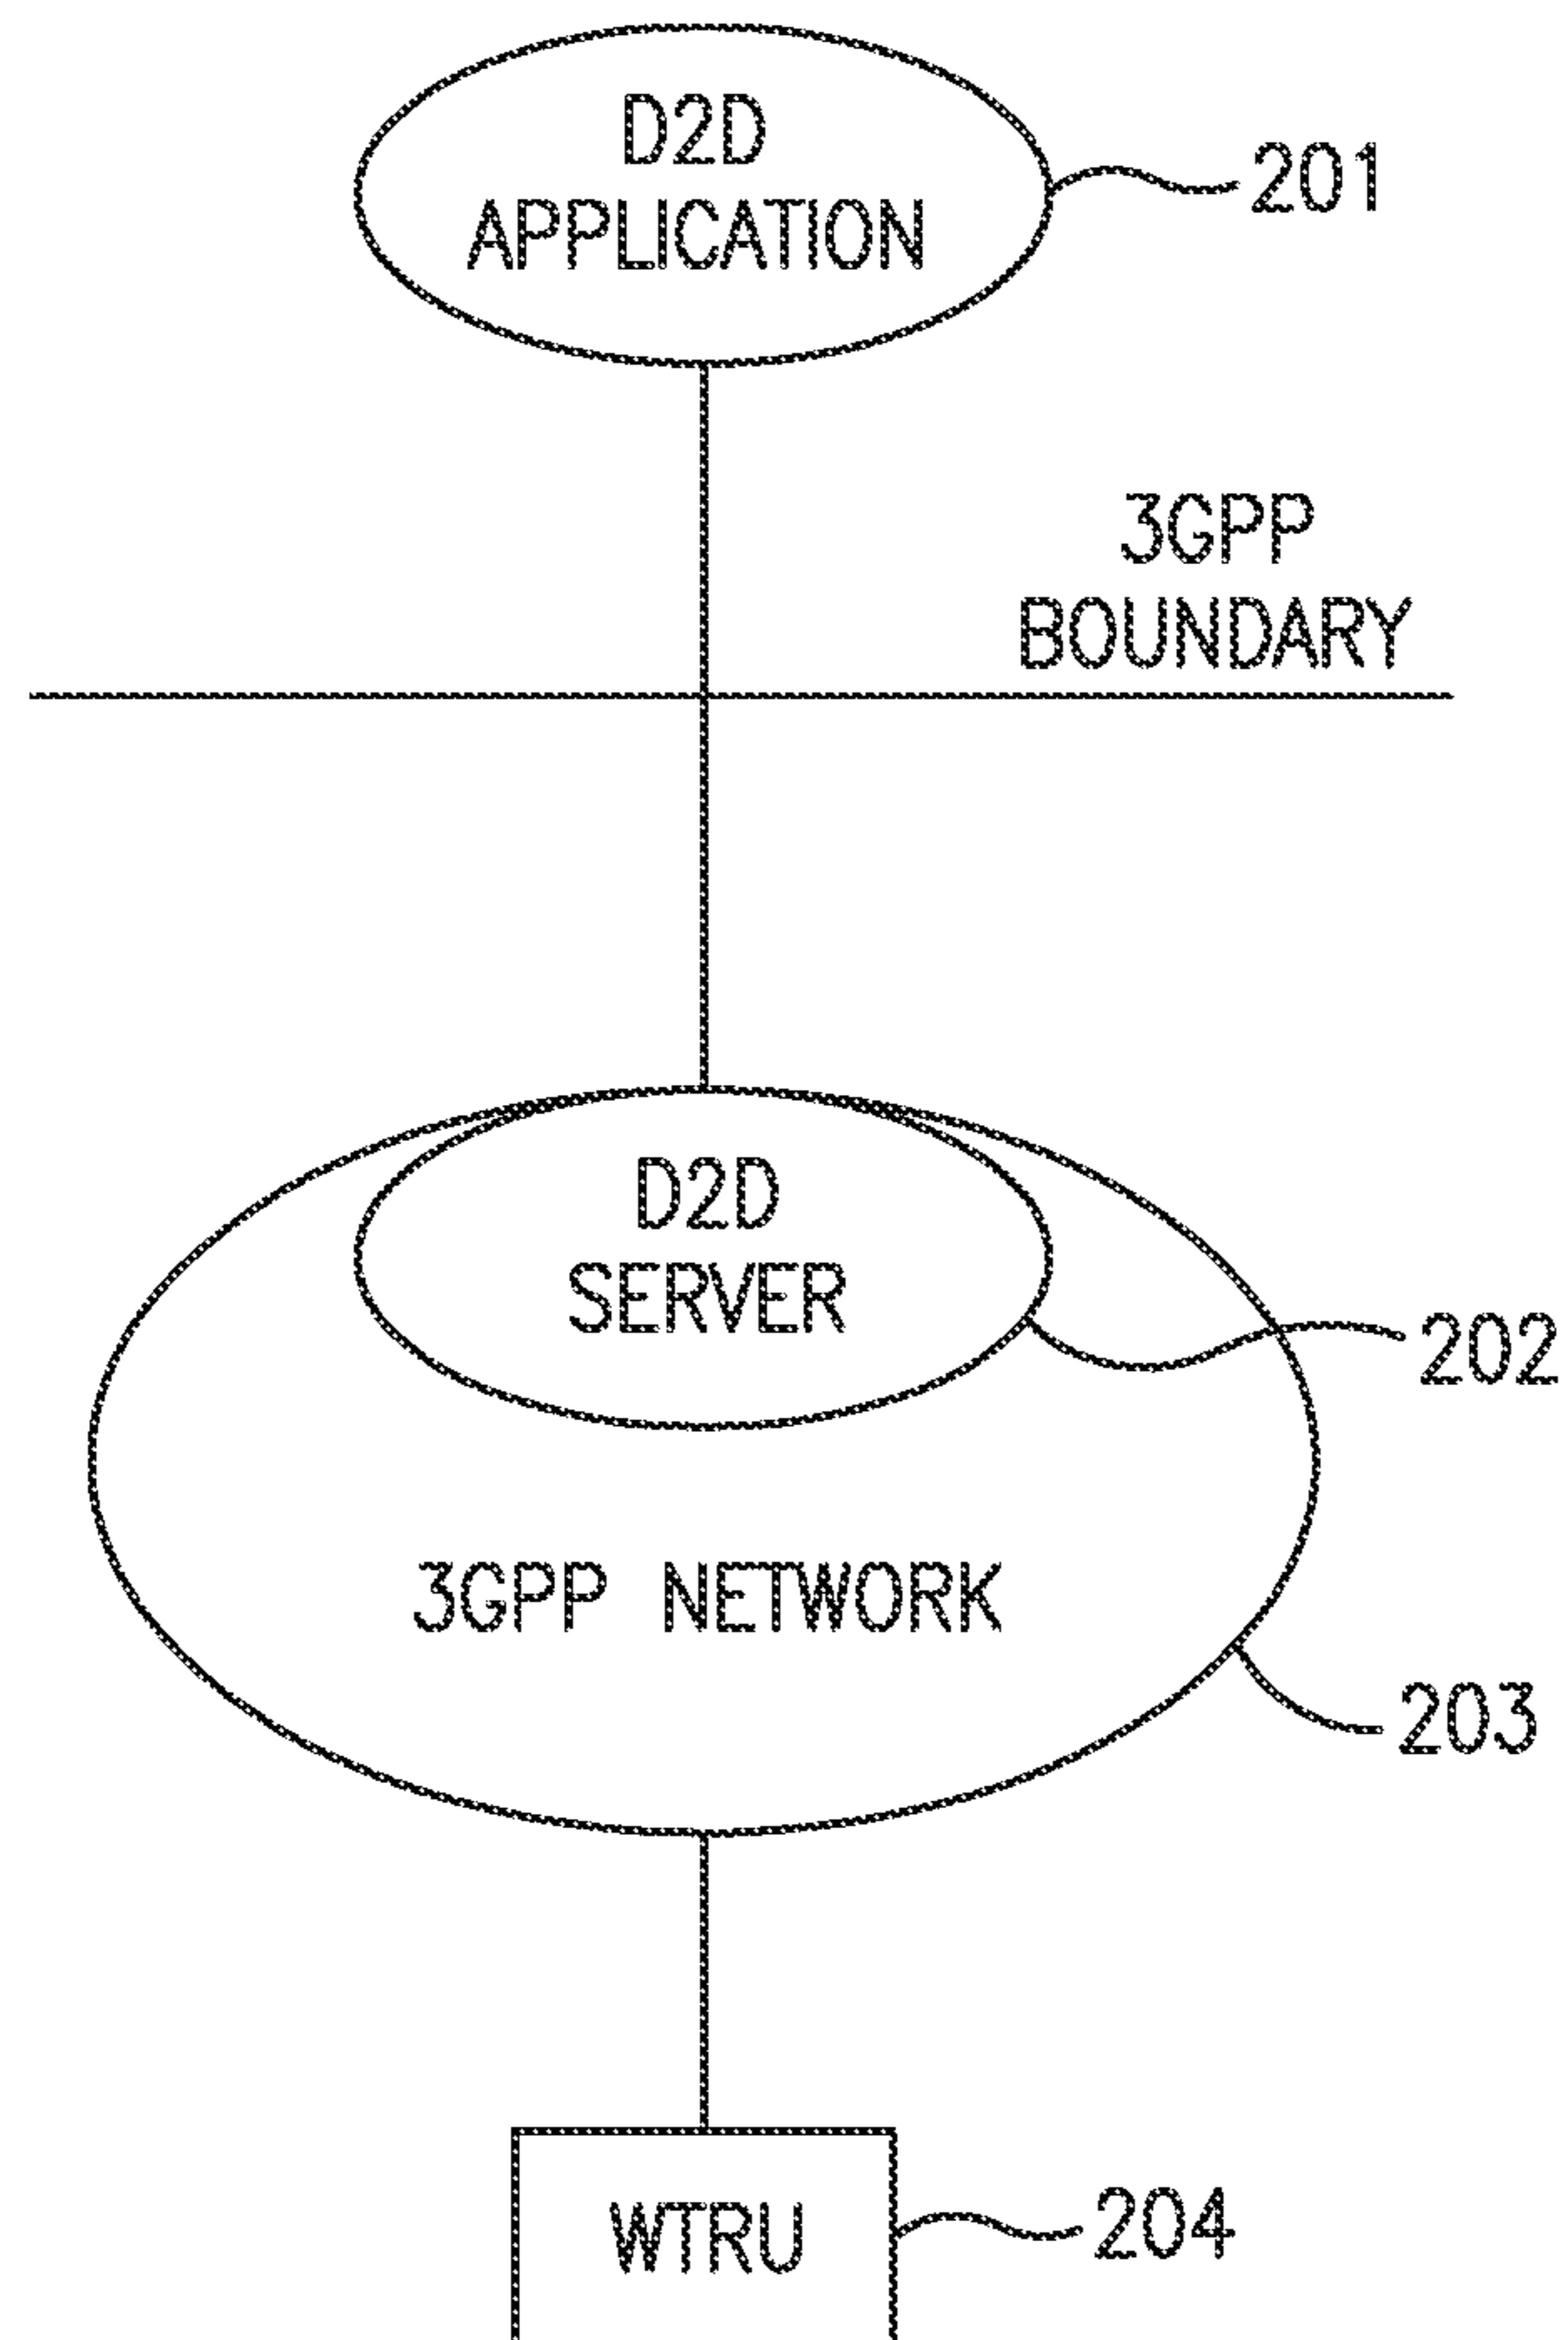 D2D
APPLICATION
201
3GPP
BOUNDARY
D2D
SERVER
202
3GPP NETWORK
203
WTRU
204